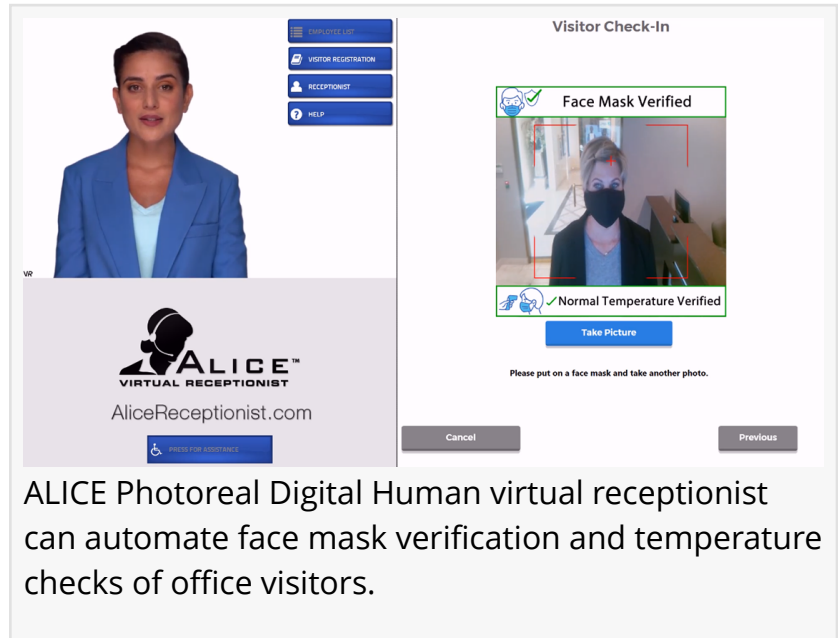 EMPLOYEE LIST
VISITOR REGISTRATION
RECEPTIONIST
HELP
VR
ALICE™
VIRTUAL RECEPTIONIST
AliceReceptionist.com
PRESS FOR ASSISTANCE
Visitor Check-In
Face Mask Verified
Normal Temperature Verified
Take Picture
Please put on a face mask and take another photo.
Cancel
Previous
ALICE Photoreal Digital Human virtual receptionist
can automate face mask verification and temperature
checks of office visitors.